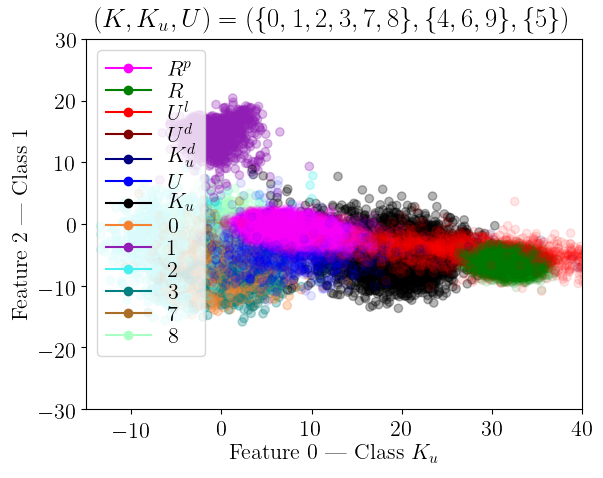 (K, K_u, U) = ({0, 1, 2, 3, 7, 8}, {4, 6, 9}, {5})
30
20
10
0
−10
−20
−30
Feature 2 — Class 1
R^p
R
U^l
U^d
K_u^d
U
K_u
0
1
2
3
7
8
−10 0 10 20 30 40
Feature 0 — Class K_u